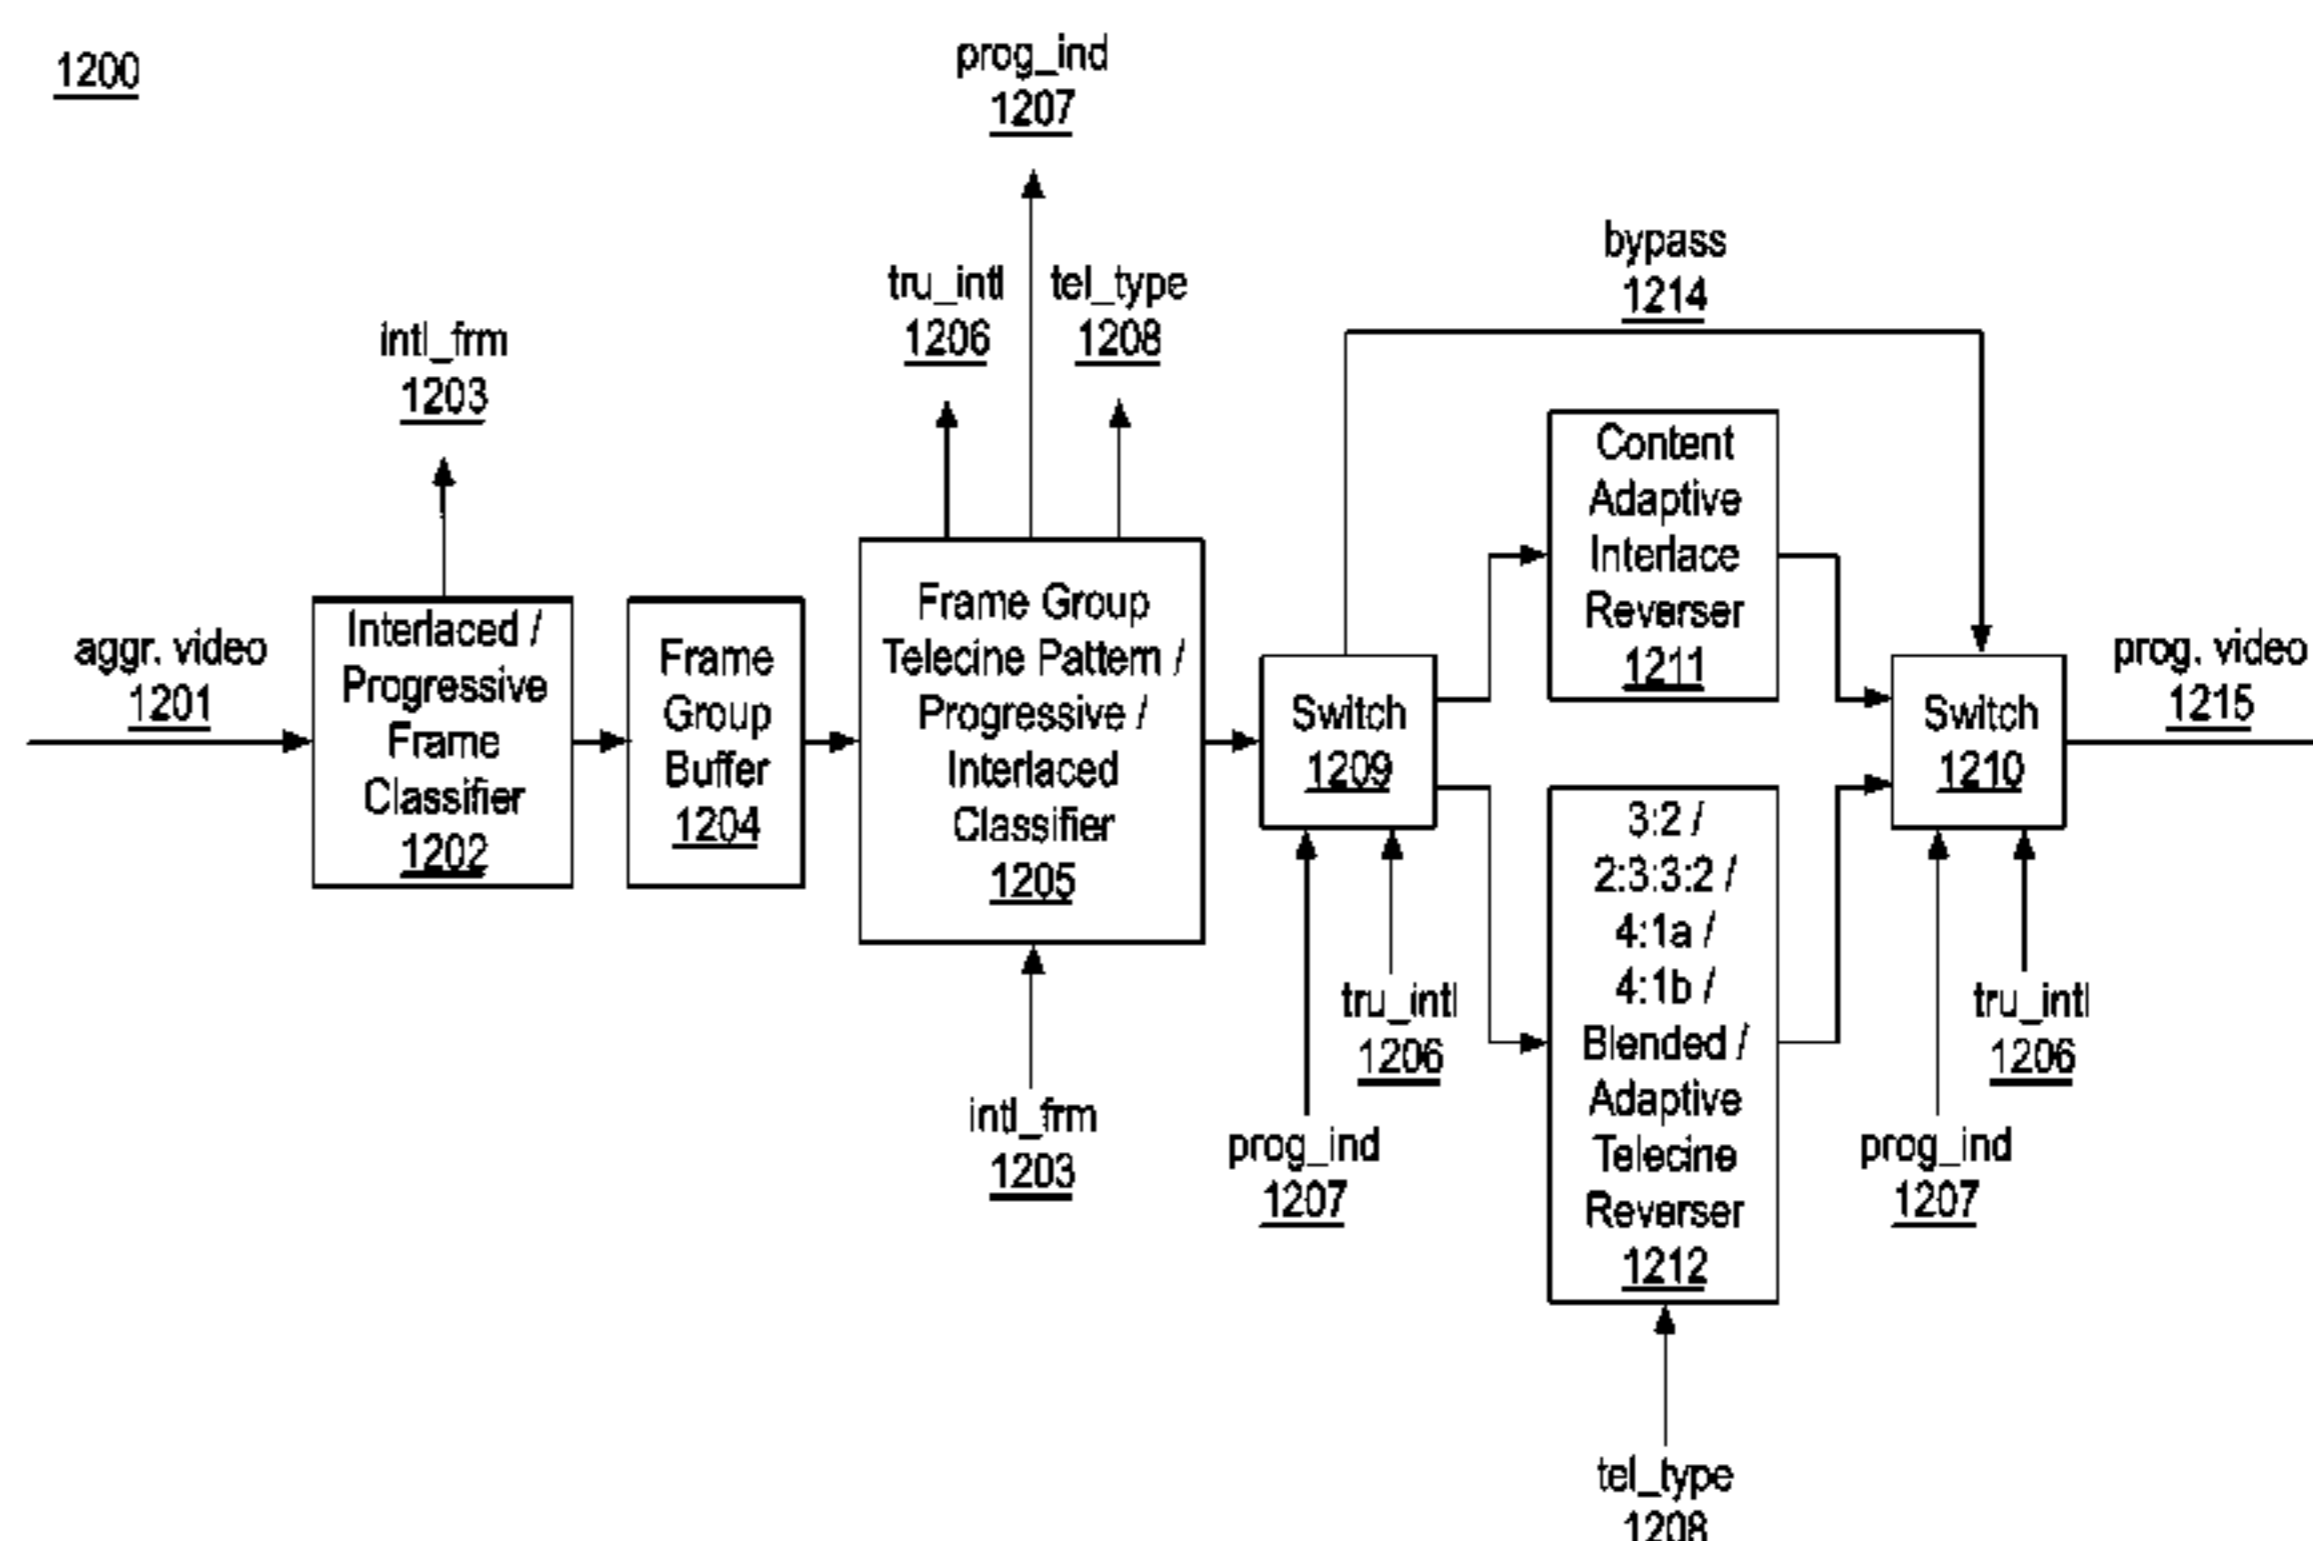 1200
prog_ind
1207
tru_intl
1206
tel_type
1208
bypass
1214
intl_frm
1203
aggr. video
1201
Interlaced /
Progressive
Frame
Classifier
1202
Frame
Group
Buffer
1204
Frame Group
Telecine Pattern /
Progressive /
Interlaced
Classifier
1205
intl_frm
1203
Switch
1209
prog_ind
1207
tru_intl
1206
Content
Adaptive
Interlace
Reverser
1211
3:2 /
2:3:3:2 /
4:1a /
4:1b /
Blended /
Adaptive
Telecine
Reverser
1212
tel_type
1208
Switch
1210
prog_ind
1207
tru_intl
1206
prog. video
1215